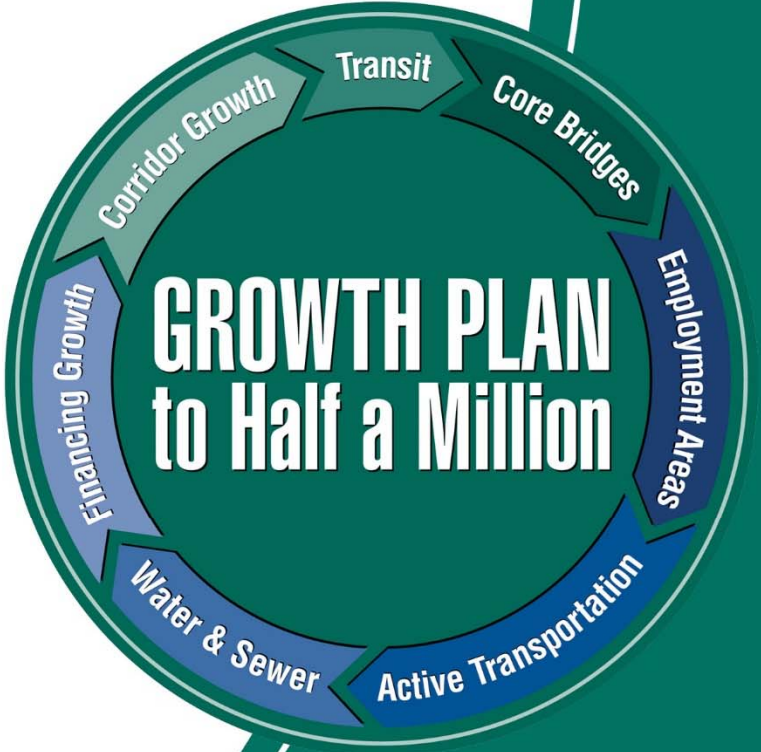 Transit
Core Bridges
Employment Areas
Active Transportation
Water & Sewer
Financing Growth
Corridor Growth
GROWTH PLAN
to Half a Million